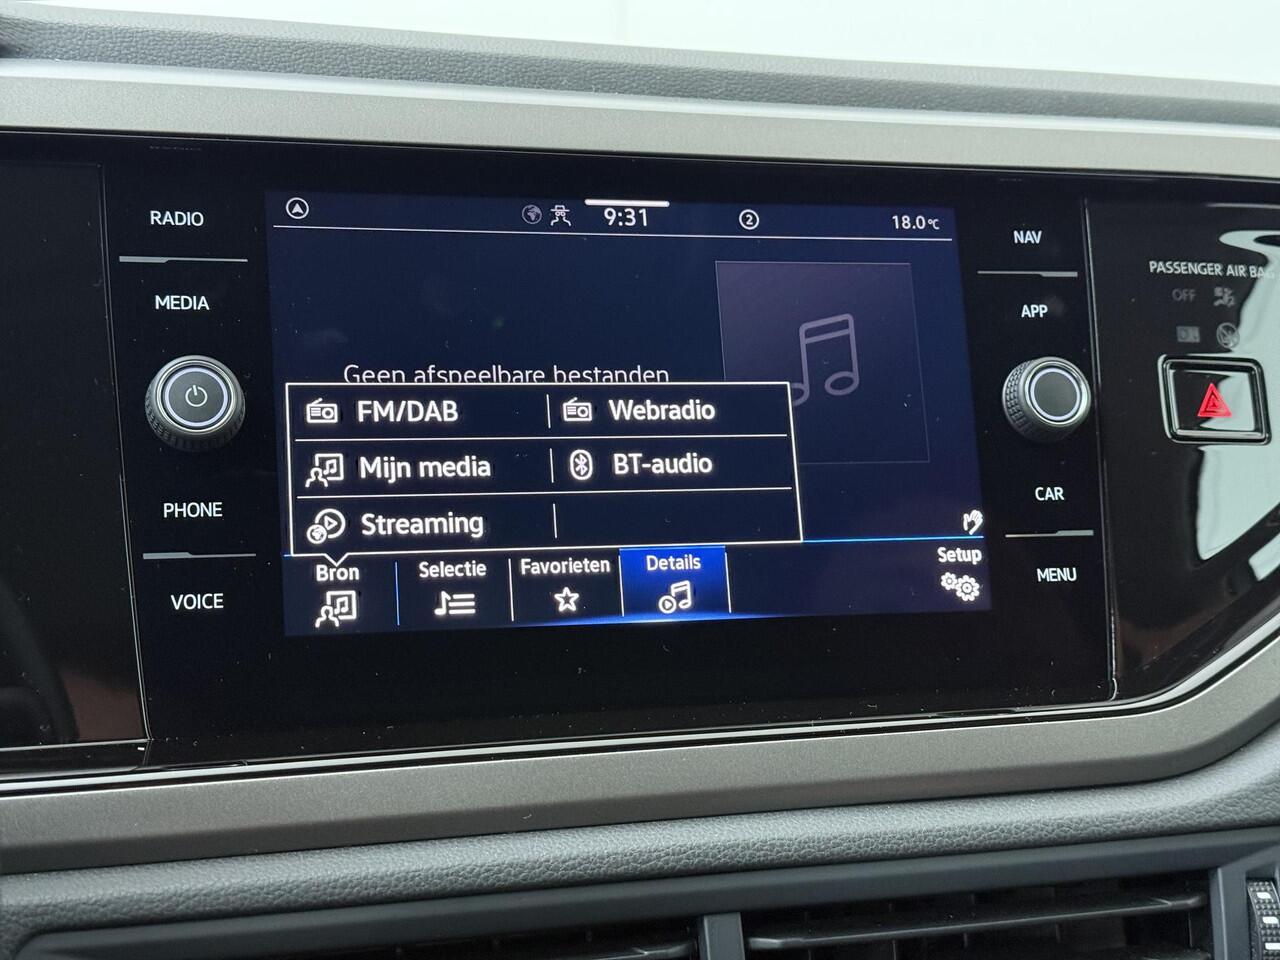 RADIO
MEDIA
PHONE
VOICE
9:31
2
18.0°C
Geen afspeelbare bestanden
FM/DAB
Webradio
Mijn media
BT-audio
Streaming
Bron
Selectie
Favorieten
Details
Setup
NAV
APP
CAR
MENU
PASSENGER AIR BAG
OFF